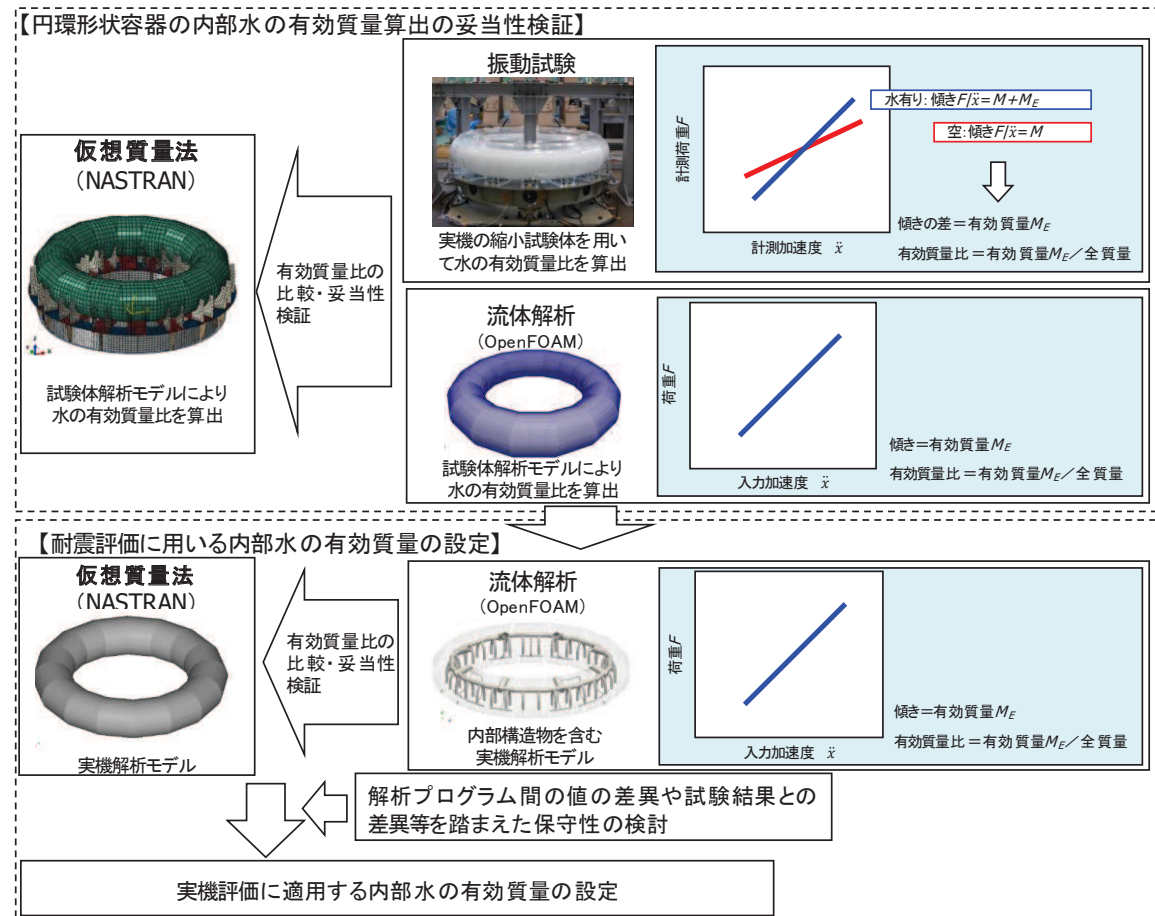 【円環形状容器の内部水の有効質量算出の妥当性検証】
仮想質量法
(NASTRAN)
試験体解析モデルにより
水の有効質量比を算出
有効質量比の
比較・妥当性
検証
振動試験
実機の縮小試験体を用い
て水の有効質量比を算出
計測荷重F
計測加速度 ẍ
水有り:傾きF/ẍ=M+ME
空:傾きF/ẍ=M
傾きの差=有効質量ME
有効質量比=有効質量ME/全質量
流体解析
(OpenFOAM)
試験体解析モデルにより
水の有効質量比を算出
荷重F
入力加速度 ẍ
傾き=有効質量ME
有効質量比=有効質量ME/全質量
【耐震評価に用いる内部水の有効質量の設定】
仮想質量法
(NASTRAN)
実機解析モデル
有効質量比の
比較・妥当性
検証
流体解析
(OpenFOAM)
内部構造物を含む
実機解析モデル
荷重F
入力加速度 ẍ
傾き=有効質量ME
有効質量比=有効質量ME/全質量
解析プログラム間の値の差異や試験結果との
差異等を踏まえた保守性の検討
実機評価に適用する内部水の有効質量の設定